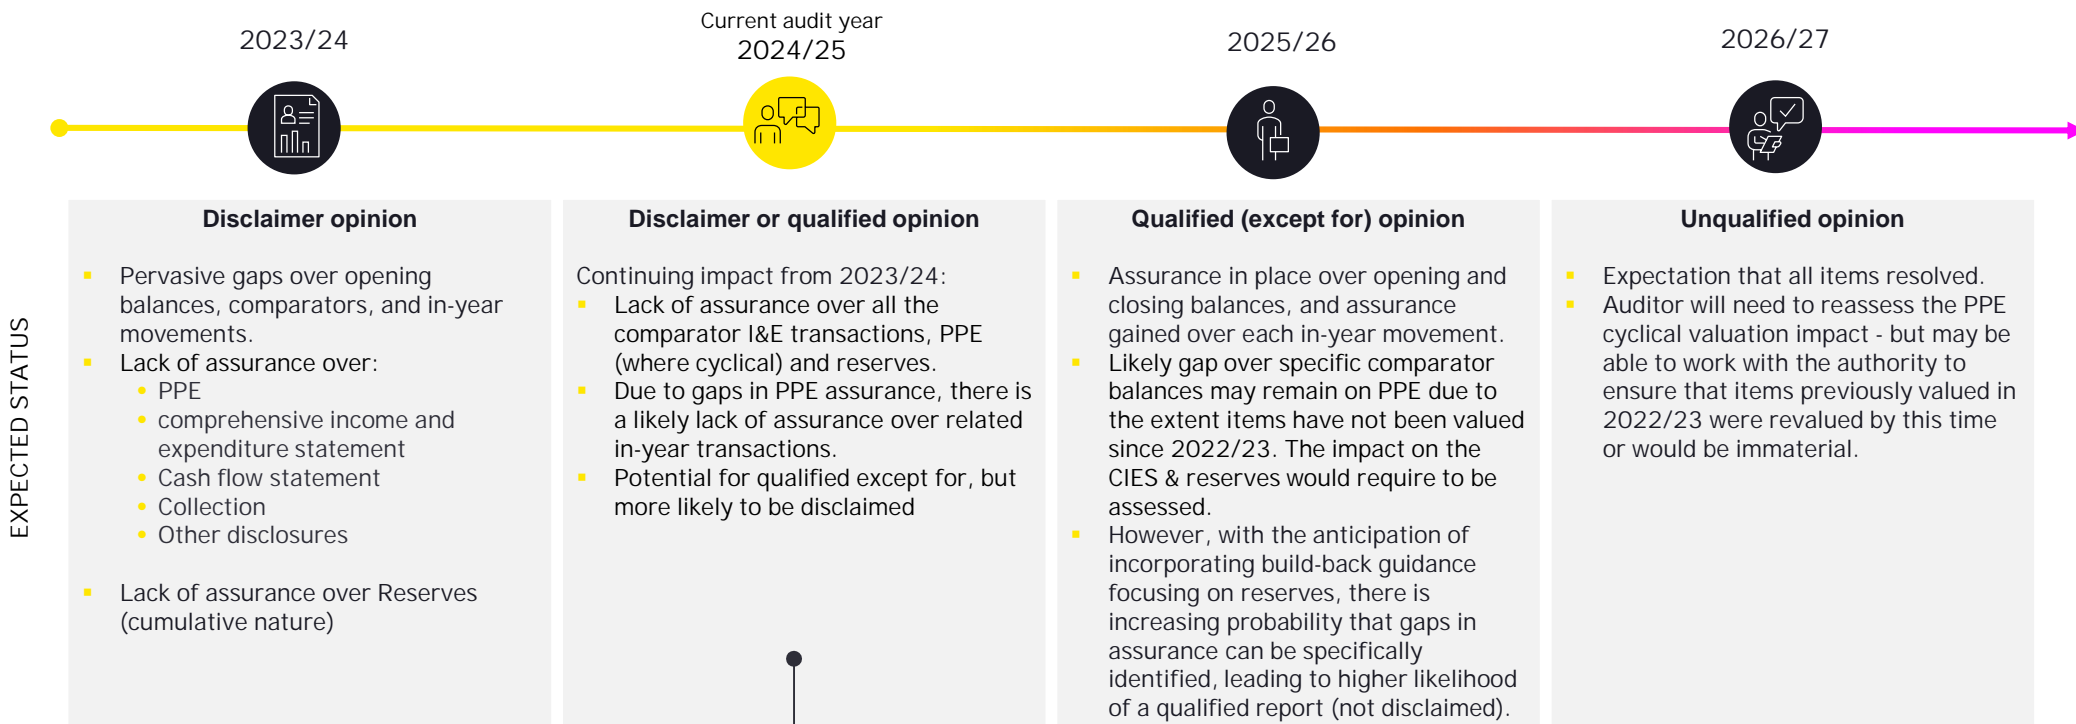 2023/24
Current audit year
2024/25
2025/26
2026/27
EXPECTED STATUS
Disclaimer opinion
Pervasive gaps over opening
balances, comparators, and in-year
movements.
Lack of assurance over:
PPE
comprehensive income and
expenditure statement
Cash flow statement
Collection
Other disclosures
Lack of assurance over Reserves
(cumulative nature)
Disclaimer or qualified opinion
Continuing impact from 2023/24:
Lack of assurance over all the
comparator I&E transactions, PPE
(where cyclical) and reserves.
Due to gaps in PPE assurance, there is
a likely lack of assurance over related
in-year transactions.
Potential for qualified except for, but
more likely to be disclaimed
Qualified (except for) opinion
Assurance in place over opening and
closing balances, and assurance
gained over each in-year movement.
Likely gap over specific comparator
balances may remain on PPE due to
the extent items have not been valued
since 2022/23. The impact on the
CIES & reserves would require to be
assessed.
However, with the anticipation of
incorporating build-back guidance
focusing on reserves, there is
increasing probability that gaps in
assurance can be specifically
identified, leading to higher likelihood
of a qualified report (not disclaimed).
Unqualified opinion
Expectation that all items resolved.
Auditor will need to reassess the PPE
cyclical valuation impact - but may be
able to work with the authority to
ensure that items previously valued in
2022/23 were revalued by this time
or would be immaterial.